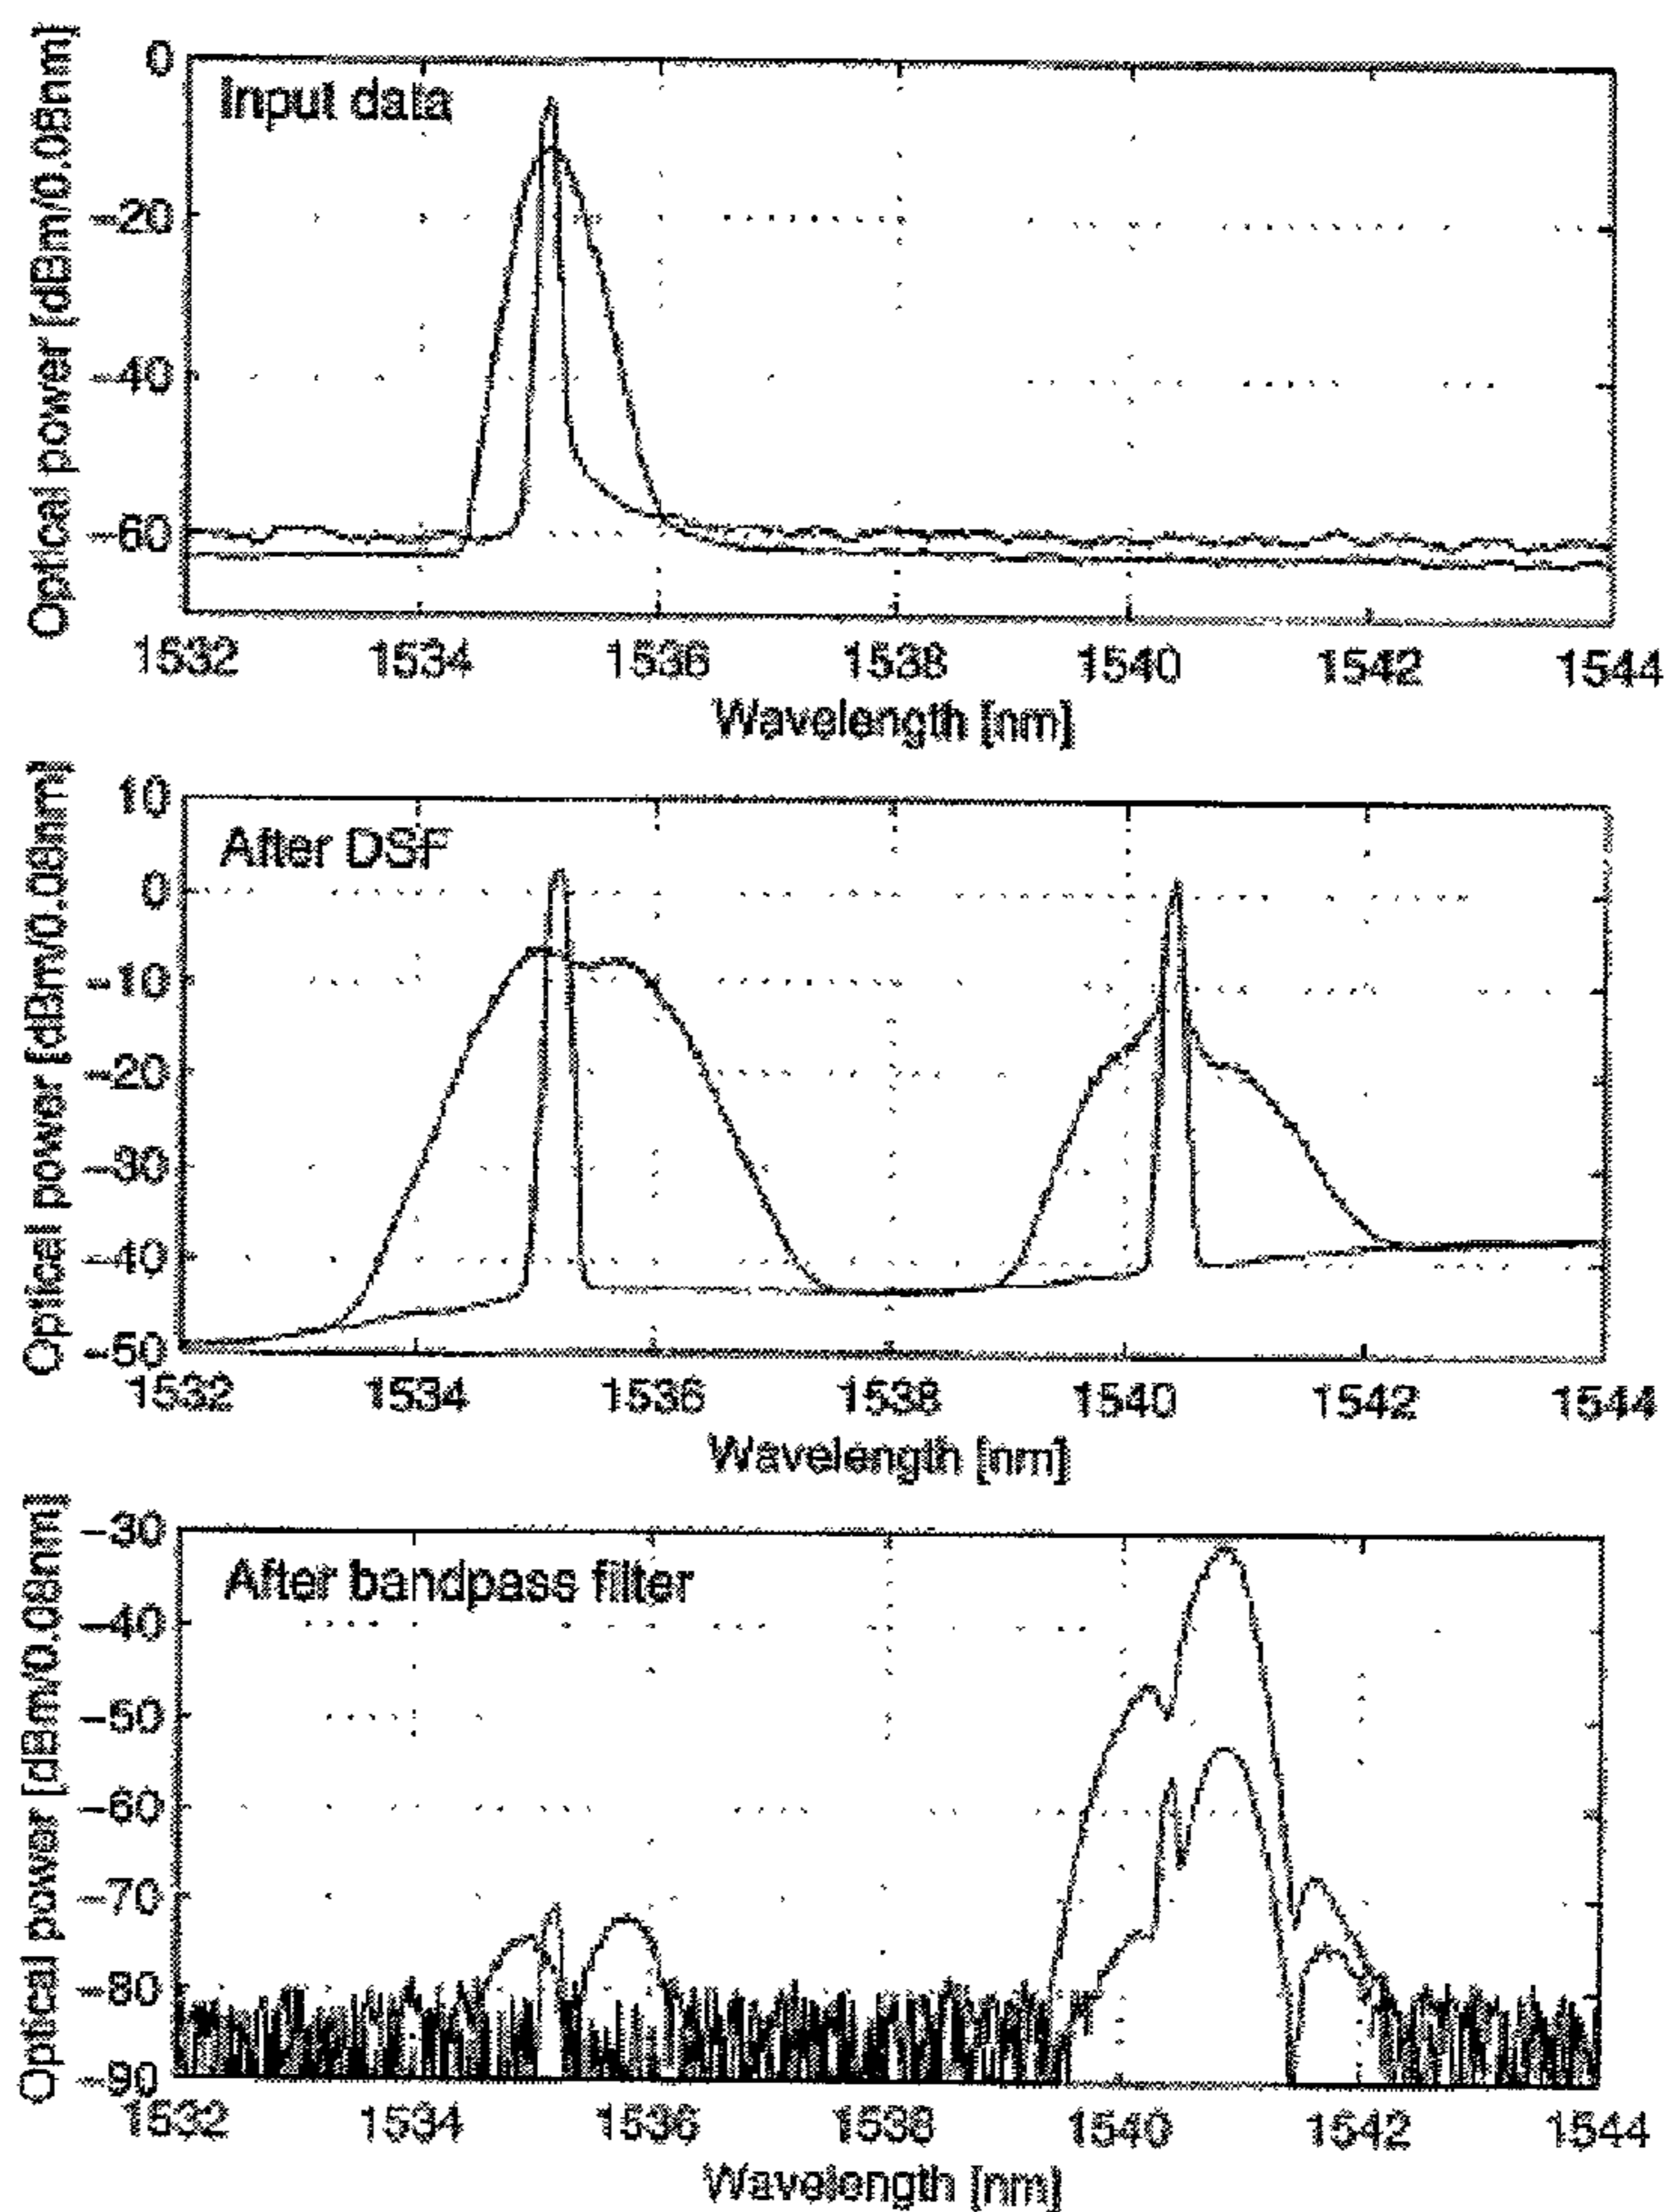 Optical power [dBm/0.08nm]
0
−20
−40
−60
Input data
1532 1534 1536 1538 1540 1542 1544
Wavelength [nm]
Optical power [dBm/0.08nm]
10
0
−10
−20
−30
−40
−50
After DSF
1532 1534 1536 1538 1540 1542 1544
Wavelength [nm]
Optical power [dBm/0.08nm]
−30
−40
−50
−60
−70
−80
−90
After bandpass filter
1532 1534 1536 1538 1540 1542 1544
Wavelength [nm]